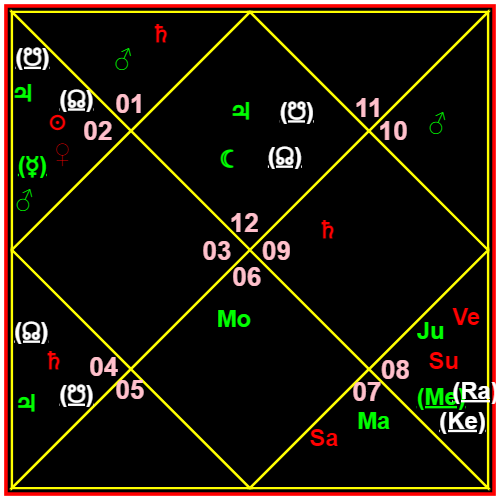 (☋) ♂ ♄
♃ (☊) 01 ♃ (☋) 11
☉ 02 10 ♂
(☿) ♀ ☾ (☊)
♂
12 ♄
03 09
06
(☊) Mo Ju Ve
♄ 04 08 Su
♃ (☋) 05 07 (Me) (Ra)
Sa Ma (Ke)